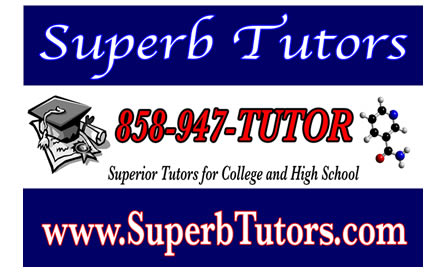 Superb Tutors
858-947-TUTOR
Superior Tutors for College and High School
www.SuperbTutors.com